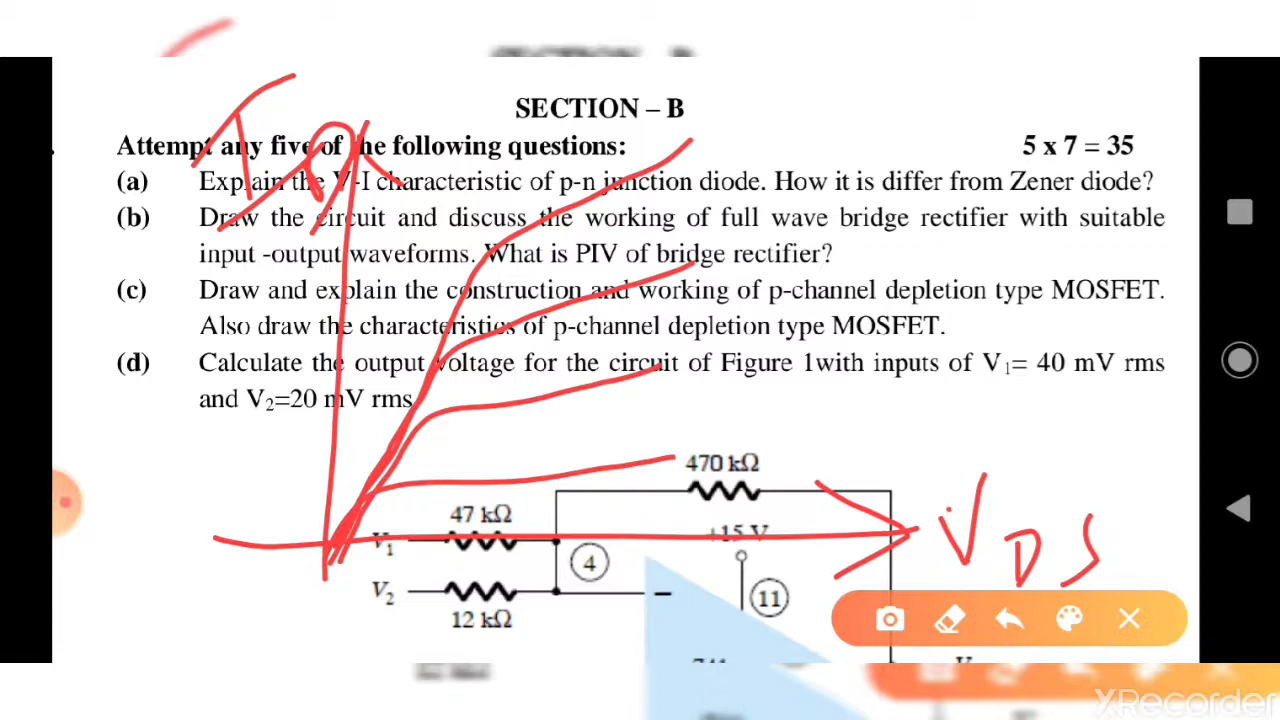 SECTION – B
Attempt any five of the following questions: 5 x 7 = 35
(a) Explain the V-I characteristic of p-n junction diode. How it is differ from Zener diode?
(b) Draw the circuit and discuss the working of full wave bridge rectifier with suitable
input -output waveforms. What is PIV of bridge rectifier?
(c) Draw and explain the construction and working of p-channel depletion type MOSFET.
Also draw the characteristics of p-channel depletion type MOSFET.
(d) Calculate the output voltage for the circuit of Figure 1with inputs of V1= 40 mV rms
and V2=20 mV rms
470 kΩ
47 kΩ
+15 V
V1
VDS
4
V2
11
12 kΩ
XRecorder